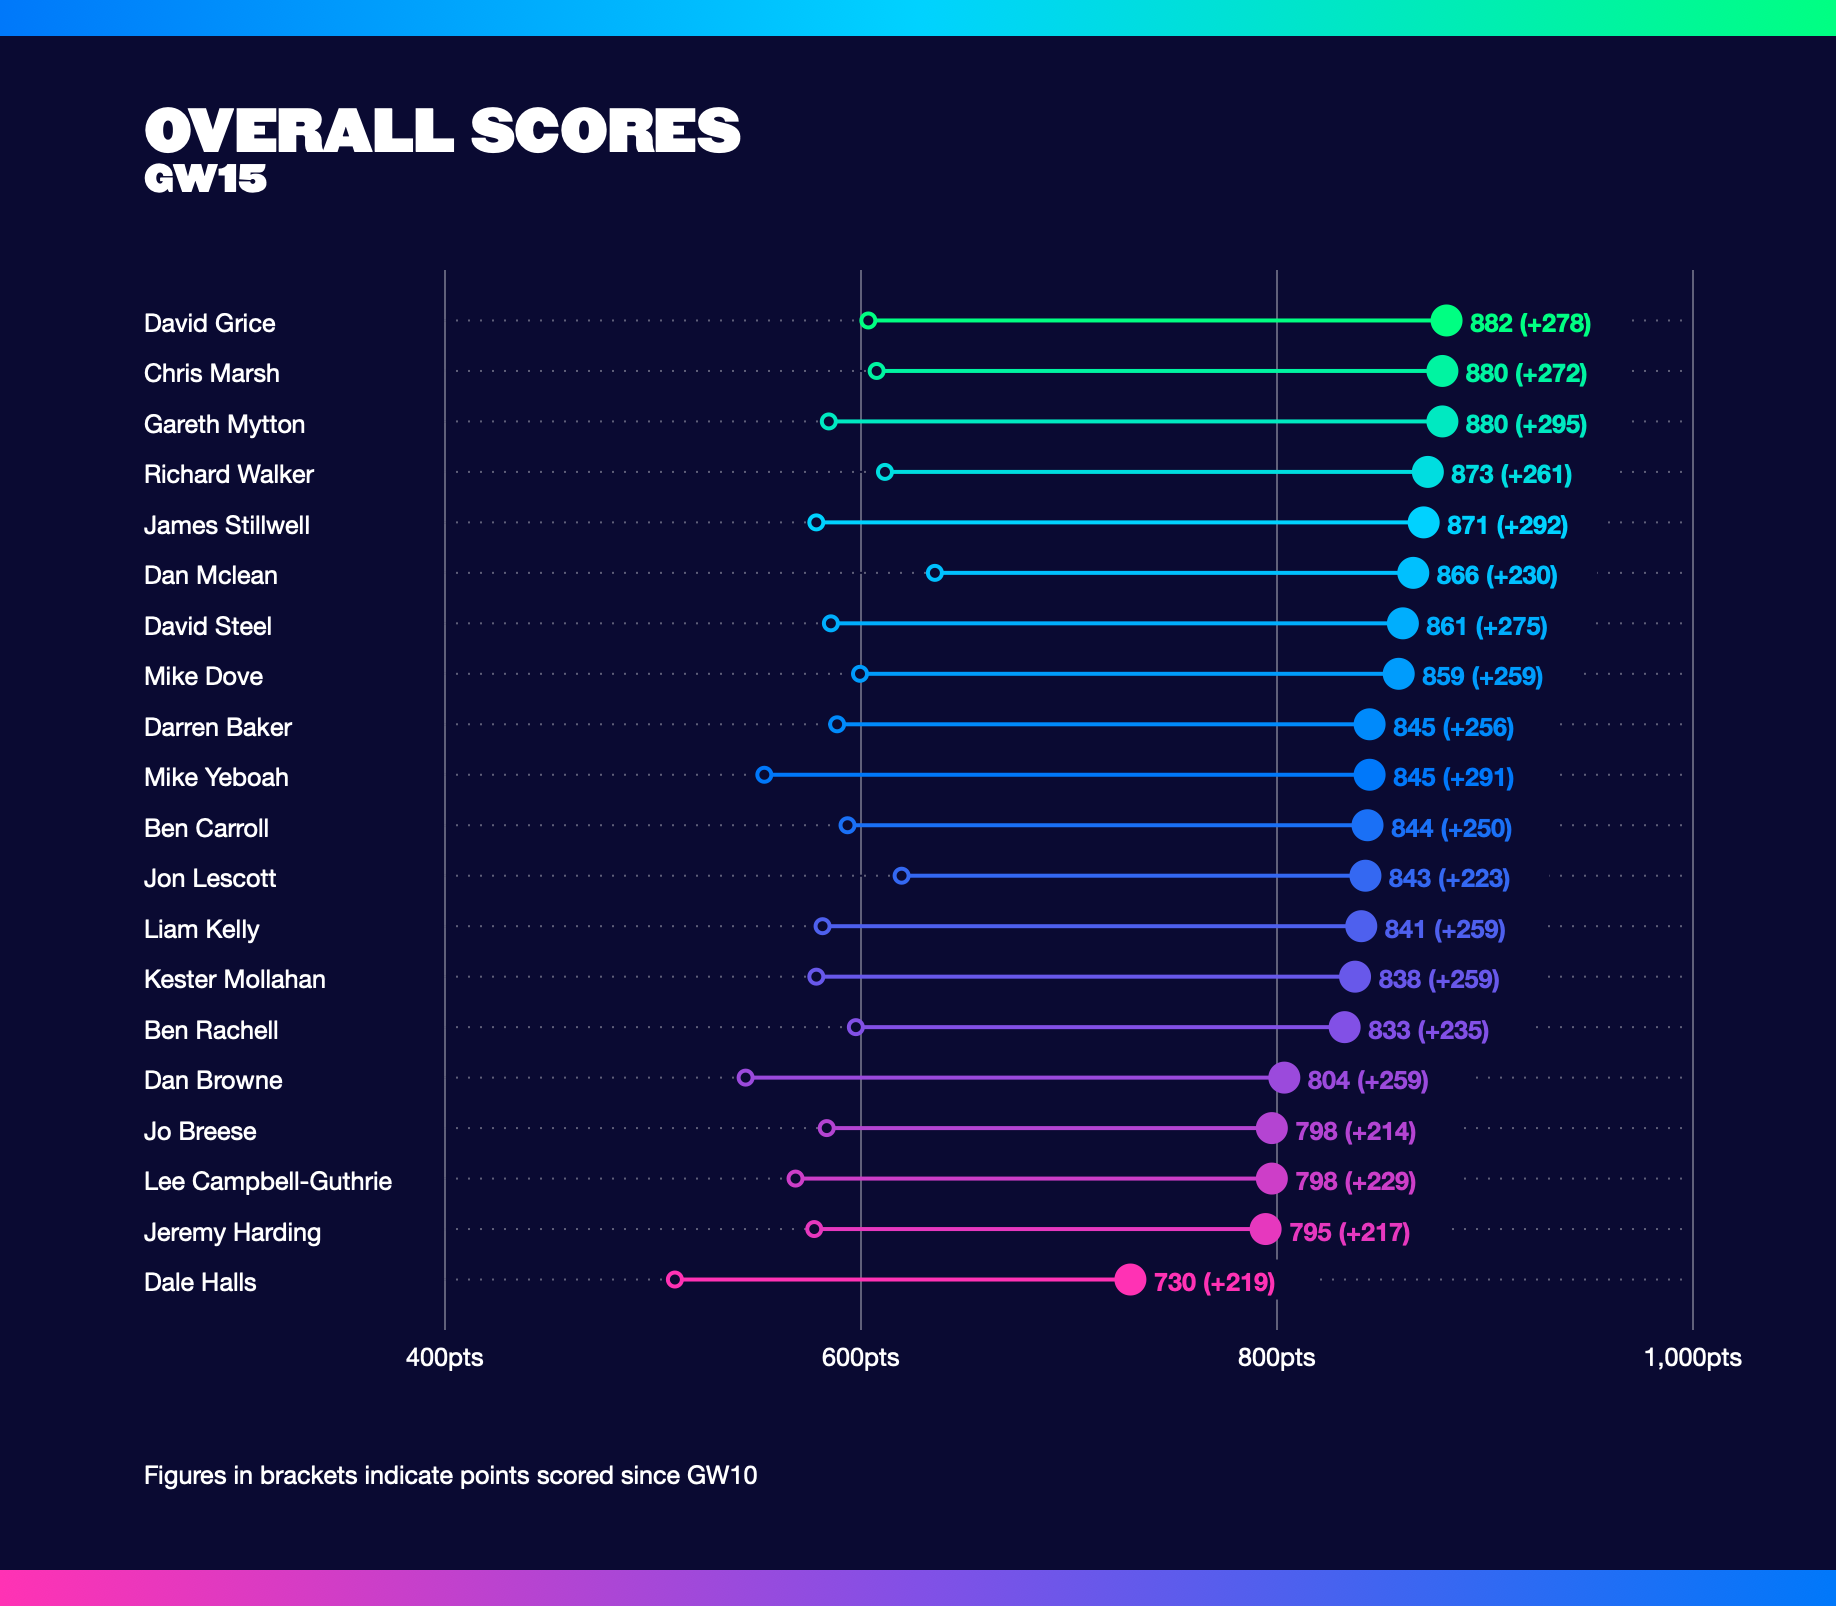 OVERALL SCORES
GW15
David Grice 882 (+278)
Chris Marsh 880 (+272)
Gareth Mytton 880 (+295)
Richard Walker 873 (+261)
James Stillwell 871 (+292)
Dan Mclean 866 (+230)
David Steel 861 (+275)
Mike Dove 859 (+259)
Darren Baker 845 (+256)
Mike Yeboah 845 (+291)
Ben Carroll 844 (+250)
Jon Lescott 843 (+223)
Liam Kelly 841 (+259)
Kester Mollahan 838 (+259)
Ben Rachell 833 (+235)
Dan Browne 804 (+259)
Jo Breese 798 (+214)
Lee Campbell-Guthrie 798 (+229)
Jeremy Harding 795 (+217)
Dale Halls 730 (+219)
400pts 600pts 800pts 1,000pts
Figures in brackets indicate points scored since GW10